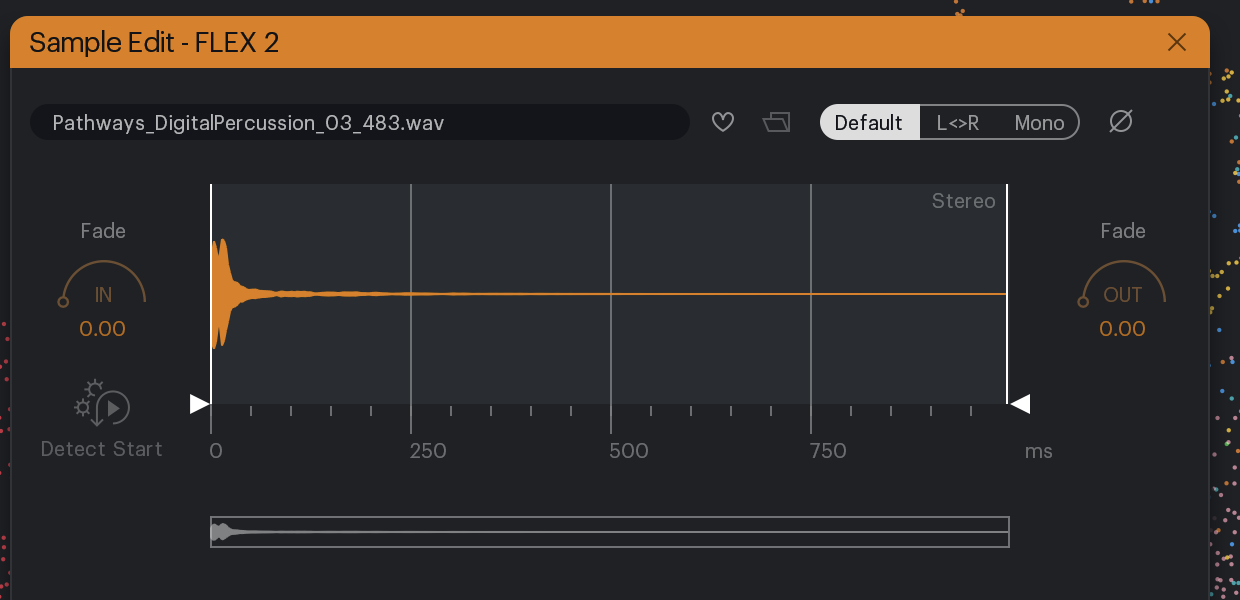 Sample Edit - FLEX 2
Pathways_DigitalPercussion_03_483.wav
Default L<>R Mono
Stereo
Fade
IN
0.00
Fade
OUT
0.00
Detect Start
0 250 500 750 ms